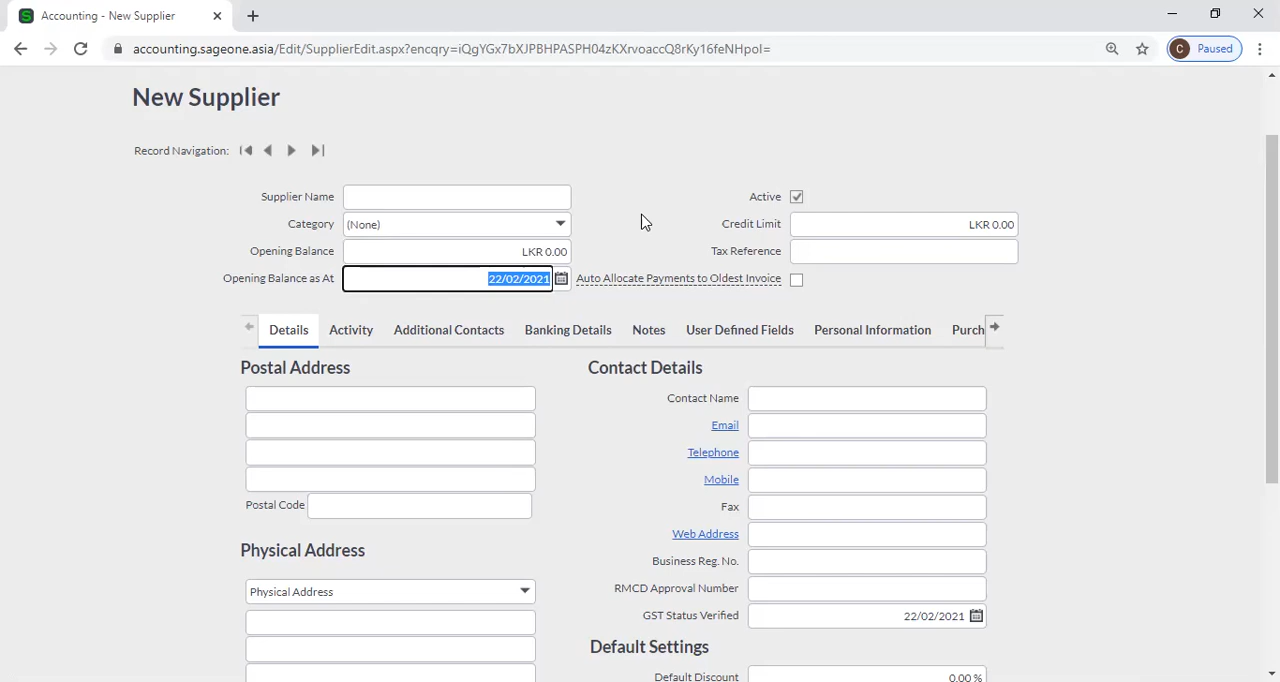 Accounting - New Supplier
accounting.sageone.asia/Edit/SupplierEdit.aspx?encqry=iQgYGx7bXJPBHPASPH04zKXrvoaccQ8rKy16feNHpoI=
C Paused
New Supplier
Record Navigation:
Supplier Name
Active
Category (None)
Credit Limit LKR 0.00
Opening Balance LKR 0.00
Tax Reference
Opening Balance as At 22/02/2021
Auto Allocate Payments to Oldest Invoice
Details Activity Additional Contacts Banking Details Notes User Defined Fields Personal Information Purch
Postal Address
Contact Details
Contact Name
Email
Telephone
Mobile
Postal Code
Fax
Web Address
Physical Address
Business Reg. No.
Physical Address
RMCD Approval Number
GST Status Verified 22/02/2021
Default Settings
Default Discount 0.00 %